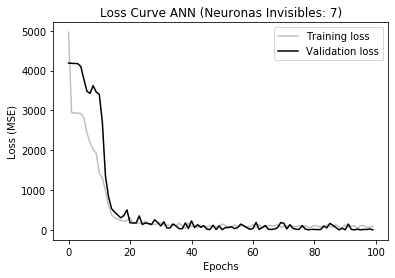 Loss Curve ANN (Neuronas Invisibles: 7)
Training loss
Validation loss
Loss (MSE)
5000
4000
3000
2000
1000
0
0
20
40
60
80
100
Epochs